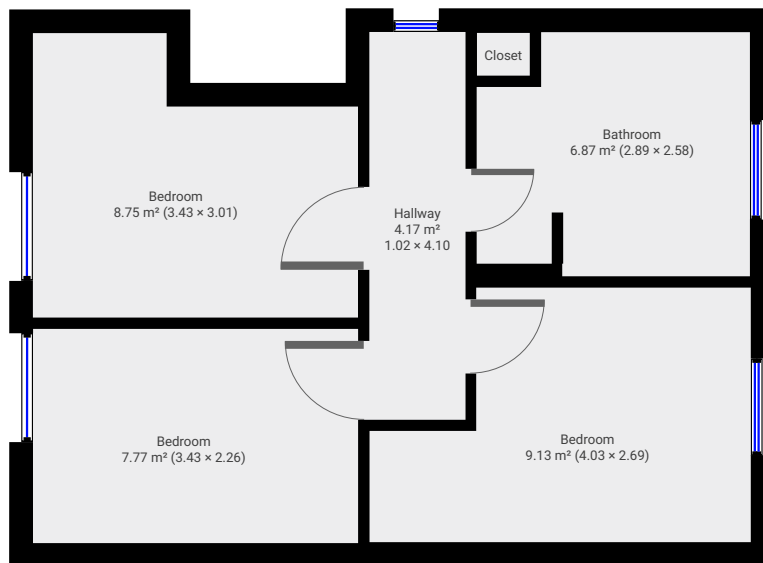 Closet
Bathroom
6.87 m² (2.89 × 2.58)
Bedroom
8.75 m² (3.43 × 3.01)
Hallway
4.17 m²
1.02 × 4.10
Bedroom
7.77 m² (3.43 × 2.26)
Bedroom
9.13 m² (4.03 × 2.69)